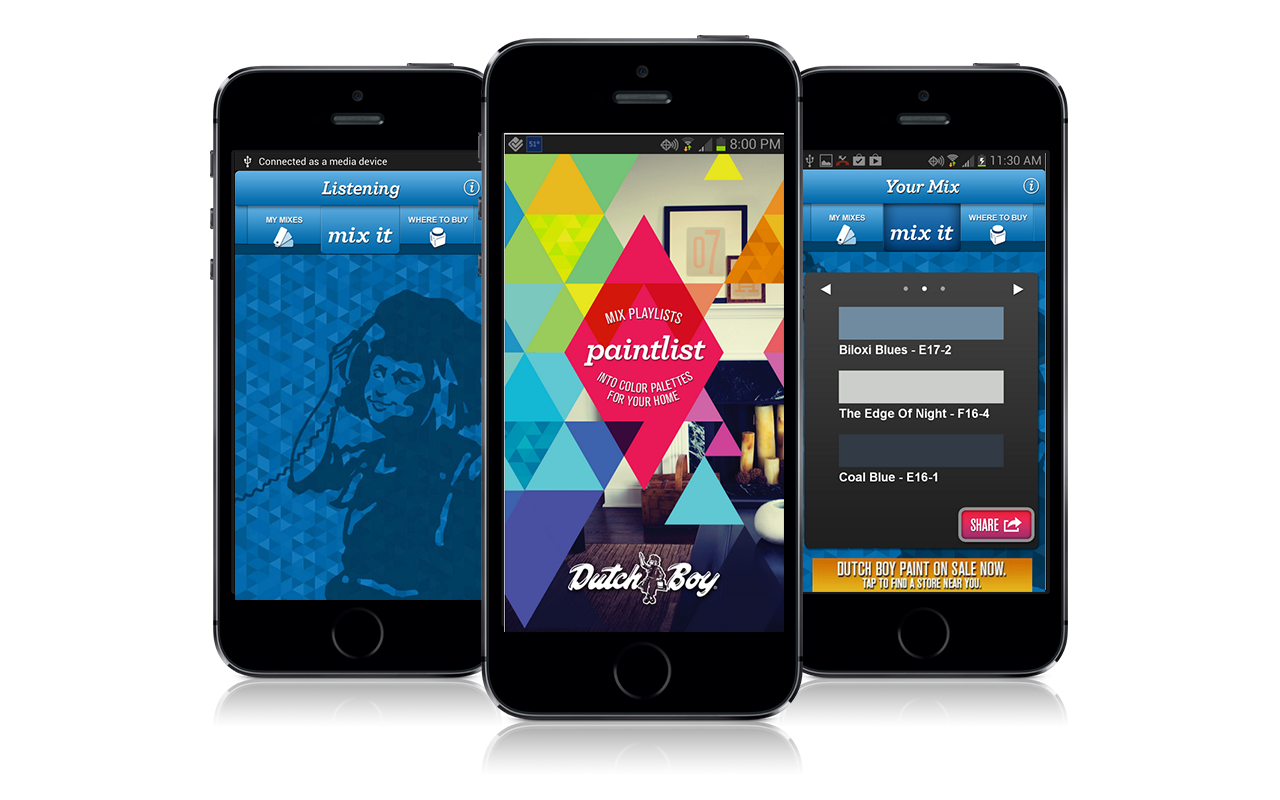 Connected as a media device
Listening
MY MIXES
mix it
WHERE TO BUY
51°
8:00 PM
07
MIX PLAYLISTS
paintlist
INTO COLOR PALETTES
FOR YOUR HOME
Dutch Boy
11:30 AM
Your Mix
MY MIXES
mix it
WHERE TO BUY
Biloxi Blues - E17-2
The Edge Of Night - F16-4
Coal Blue - E16-1
SHARE
DUTCH BOY PAINT ON SALE NOW.
TAP TO FIND A STORE NEAR YOU.